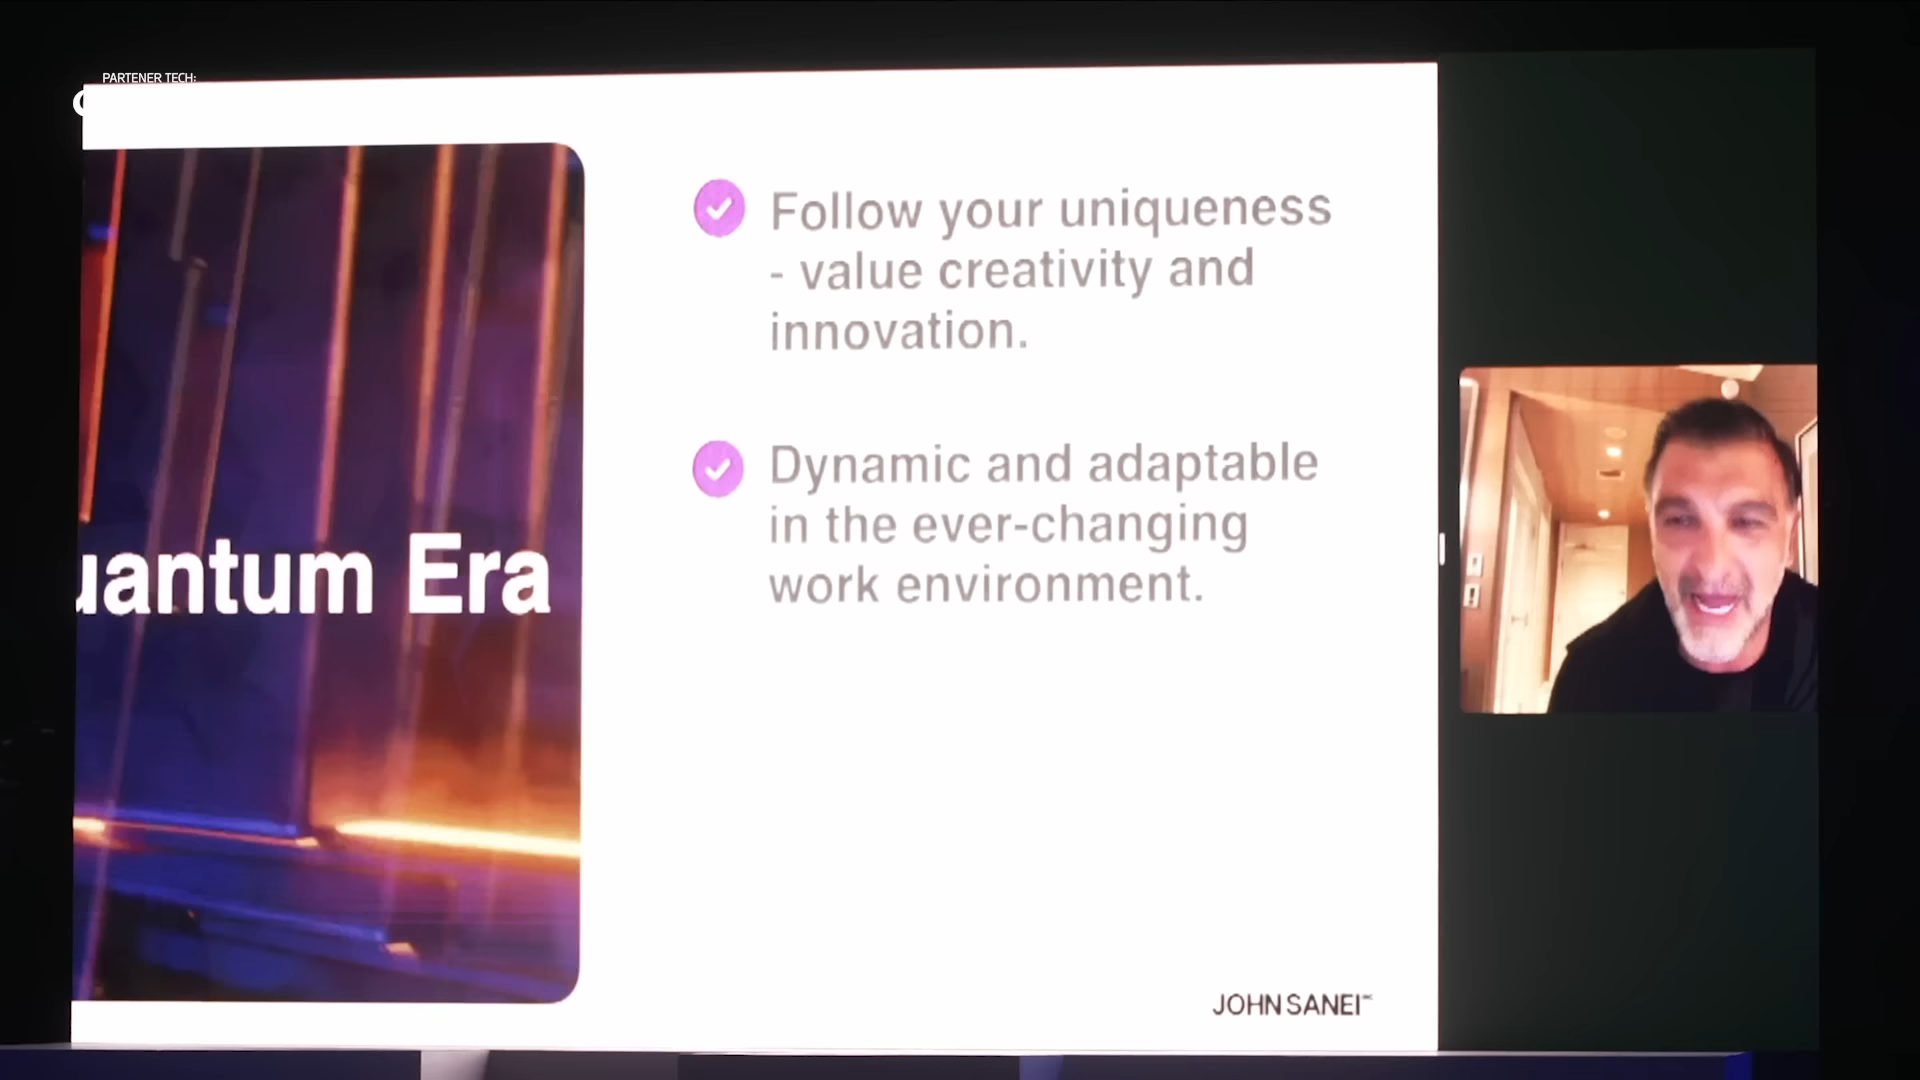 PARTENER TECH:
uantum Era
Follow your uniqueness
- value creativity and
innovation.
Dynamic and adaptable
in the ever-changing
work environment.
JOHN SANEI